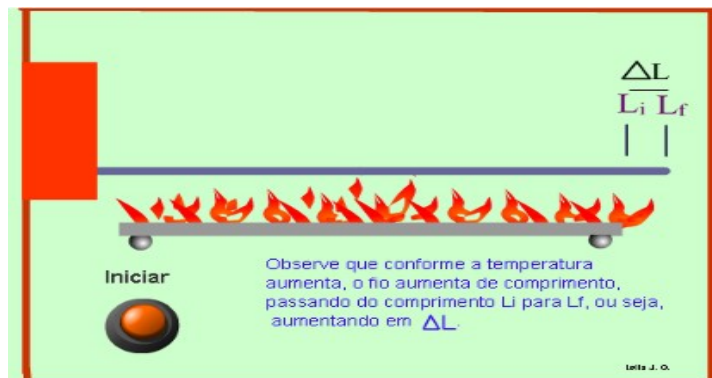 ΔL
Li Lf
Iniciar
Observe que conforme a temperatura
aumenta, o fio aumenta de comprimento,
passando do comprimento Li para Lf, ou seja,
aumentando em ΔL.
Leila J. O.